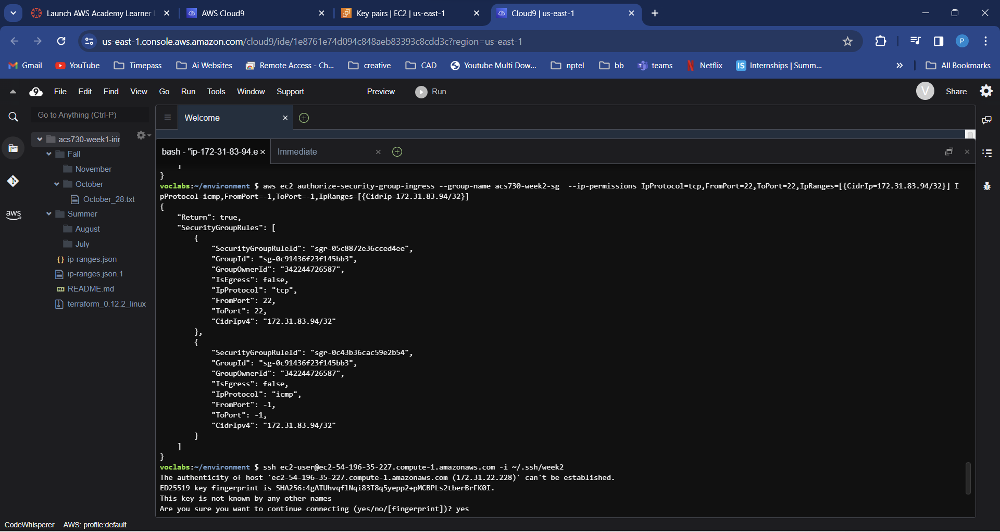 Launch AWS Academy Learner
AWS Cloud9
Key pairs | EC2 | us-east-1
Cloud9 | us-east-1
us-east-1.console.aws.amazon.com/cloud9/ide/1e8761e74d094c848aeb83393c8cdd3c?region=us-east-1
P
Gmail
YouTube
Timepass
Ai Websites
Remote Access - Ch...
creative
CAD
Youtube Multi Dow...
nptel
bb
teams
Netflix
IS
Internships | Summ...
All Bookmarks
9
File Edit Find View Go Run Tools Window Support
Preview
Run
V
Share
Go to Anything (Ctrl-P)
Welcome
acs730-week1-irir
Fall
November
October
October_28.txt
aws
Summer
August
July
ip-ranges.json
ip-ranges.json.1
README.md
terraform_0.12.2_linux
bash - "ip-172-31-83-94.e
Immediate
]
}
voclabs:~/environment $ aws ec2 authorize-security-group-ingress --group-name acs730-week2-sg  --ip-permissions IpProtocol=tcp,FromPort=22,ToPort=22,IpRanges=[{CidrIp=172.31.83.94/32}] I
pProtocol=icmp,FromPort=-1,ToPort=-1,IpRanges=[{CidrIp=172.31.83.94/32}]
{
"Return": true,
"SecurityGroupRules": [
{
"SecurityGroupRuleId": "sgr-05c8872e36cced4ee",
"GroupId": "sg-0c91436f23f145bb3",
"GroupOwnerId": "342244726587",
"IsEgress": false,
"IpProtocol": "tcp",
"FromPort": 22,
"ToPort": 22,
"CidrIpv4": "172.31.83.94/32"
},
{
"SecurityGroupRuleId": "sgr-0c43b36cac59e2b54",
"GroupId": "sg-0c91436f23f145bb3",
"GroupOwnerId": "342244726587",
"IsEgress": false,
"IpProtocol": "icmp",
"FromPort": -1,
"ToPort": -1,
"CidrIpv4": "172.31.83.94/32"
}
]
}
voclabs:~/environment $ ssh ec2-user@ec2-54-196-35-227.compute-1.amazonaws.com -i ~/.ssh/week2
The authenticity of host 'ec2-54-196-35-227.compute-1.amazonaws.com (172.31.22.228)' can't be established.
ED25519 key fingerprint is SHA256:4gATUhvqflNqi83T8q5yepp2+pMCBPLs2tberBrFK0I.
This key is not known by any other names
Are you sure you want to continue connecting (yes/no/[fingerprint])? yes
CodeWhisperer
AWS: profile:default